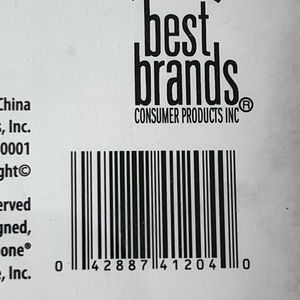 best
brands®
CONSUMER PRODUCTS INC
China
s, Inc.
0001
ght©
erved
gned,
one®
e, Inc.
0 42887 41204 0